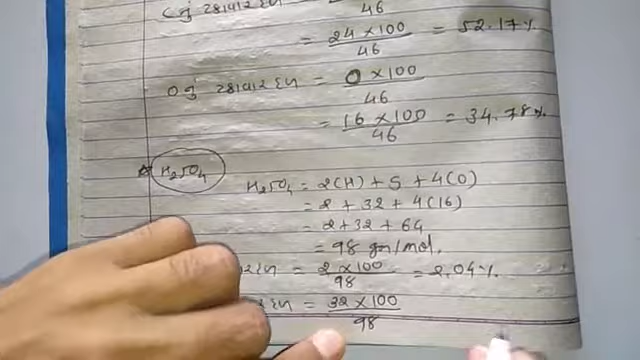 46
= 24 × 100 / 46 = 52.17 %
= O × 100 / 46
= 16 × 100 / 46 = 34.78 %
H₂SO₄
H₂SO₄ = 2(H) + S + 4(O)
= 2 + 32 + 4(16)
= 2 + 32 + 64
= 98 gm/mol.
= 2 × 100 / 98 = 2.04 %
= 32 × 100 / 98